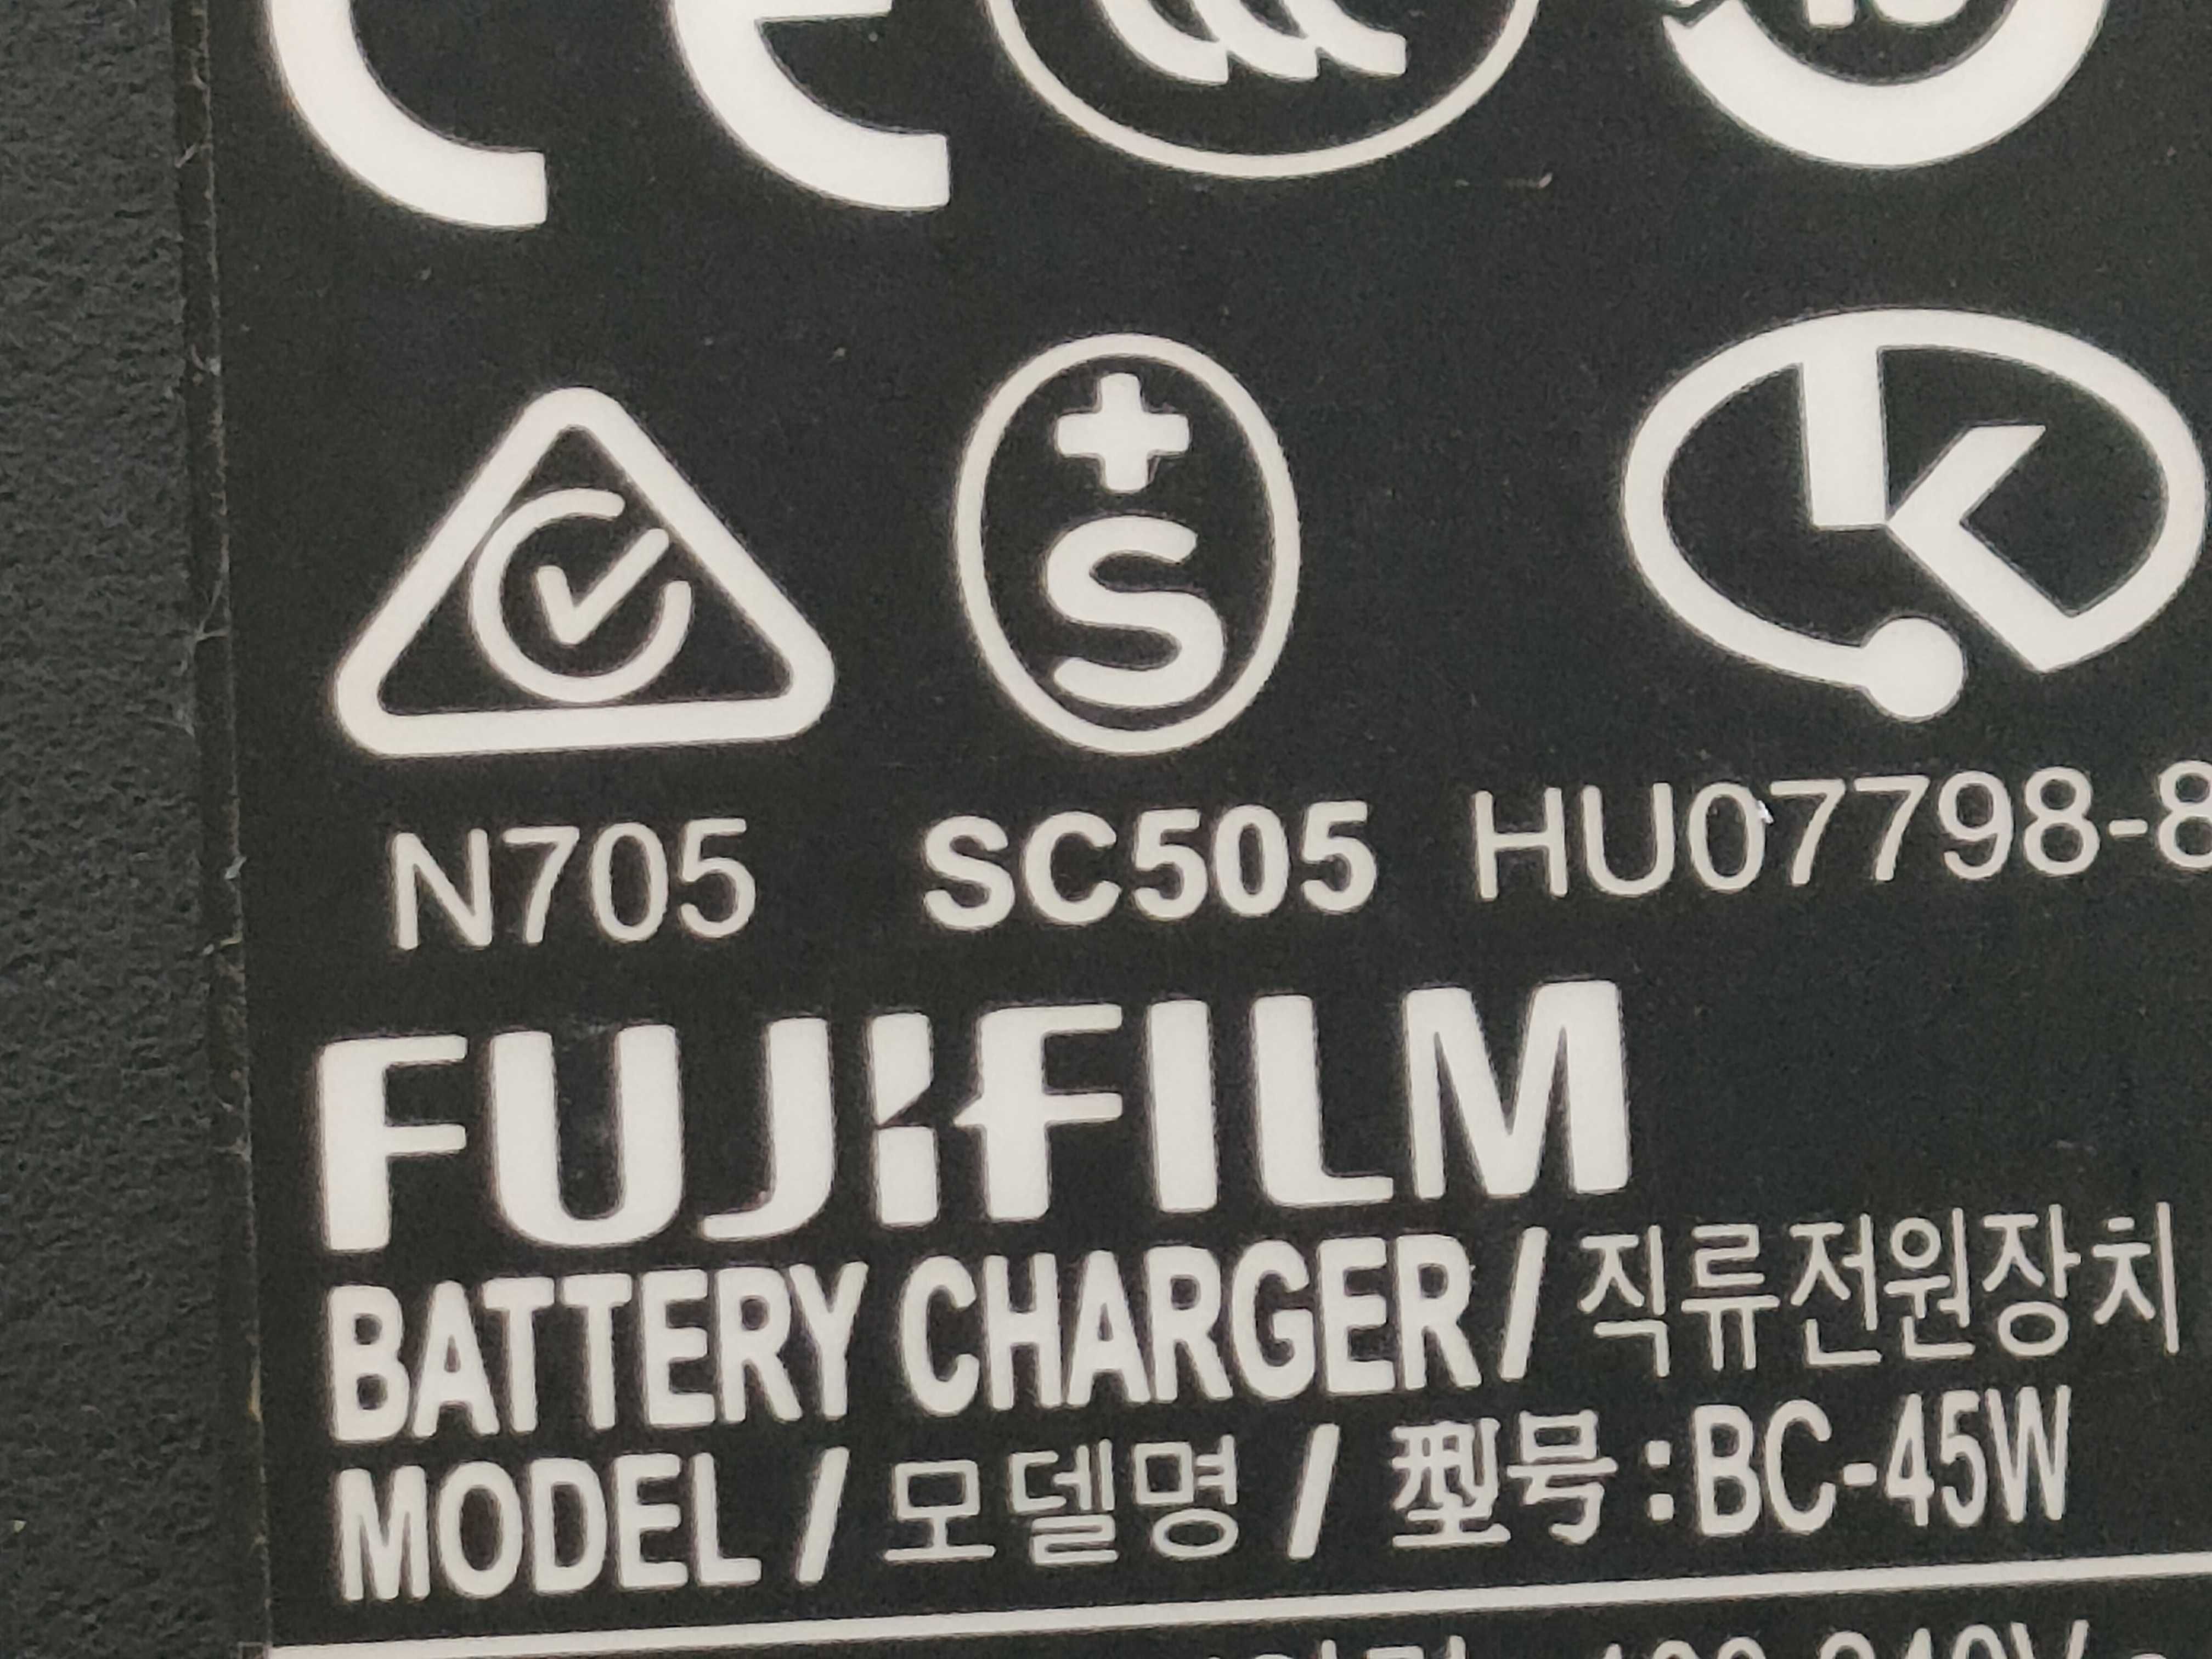 N705 SC505 HU07798-8
FUJIFILM
BATTERY CHARGER / 직류전원장치
MODEL / 모델명 / 型号 : BC-45W